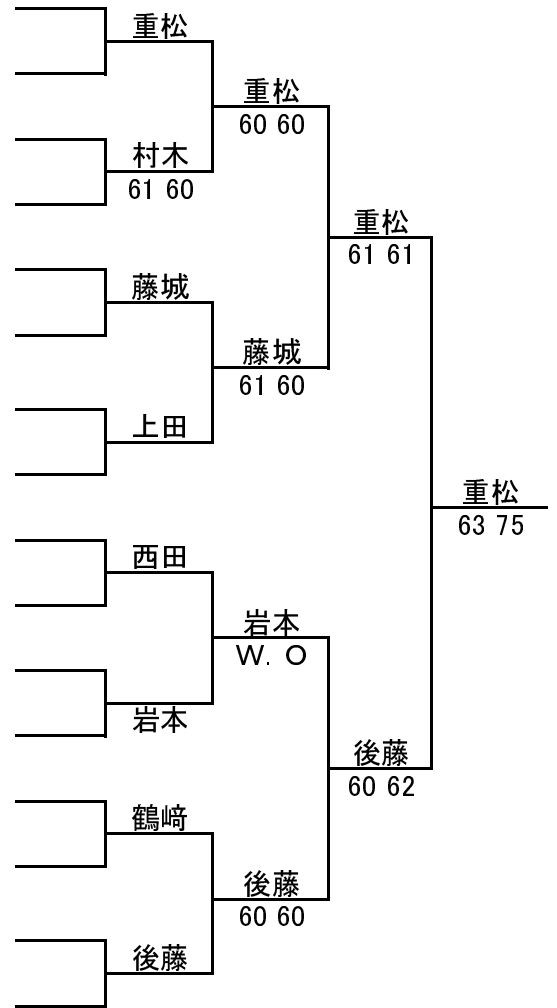 重松
重松
60 60
村木
61 60
重松
61 61
藤城
藤城
61 60
上田
重松
63 75
西田
岩本
W. O
岩本
後藤
60 62
鶴﨑
後藤
60 60
後藤